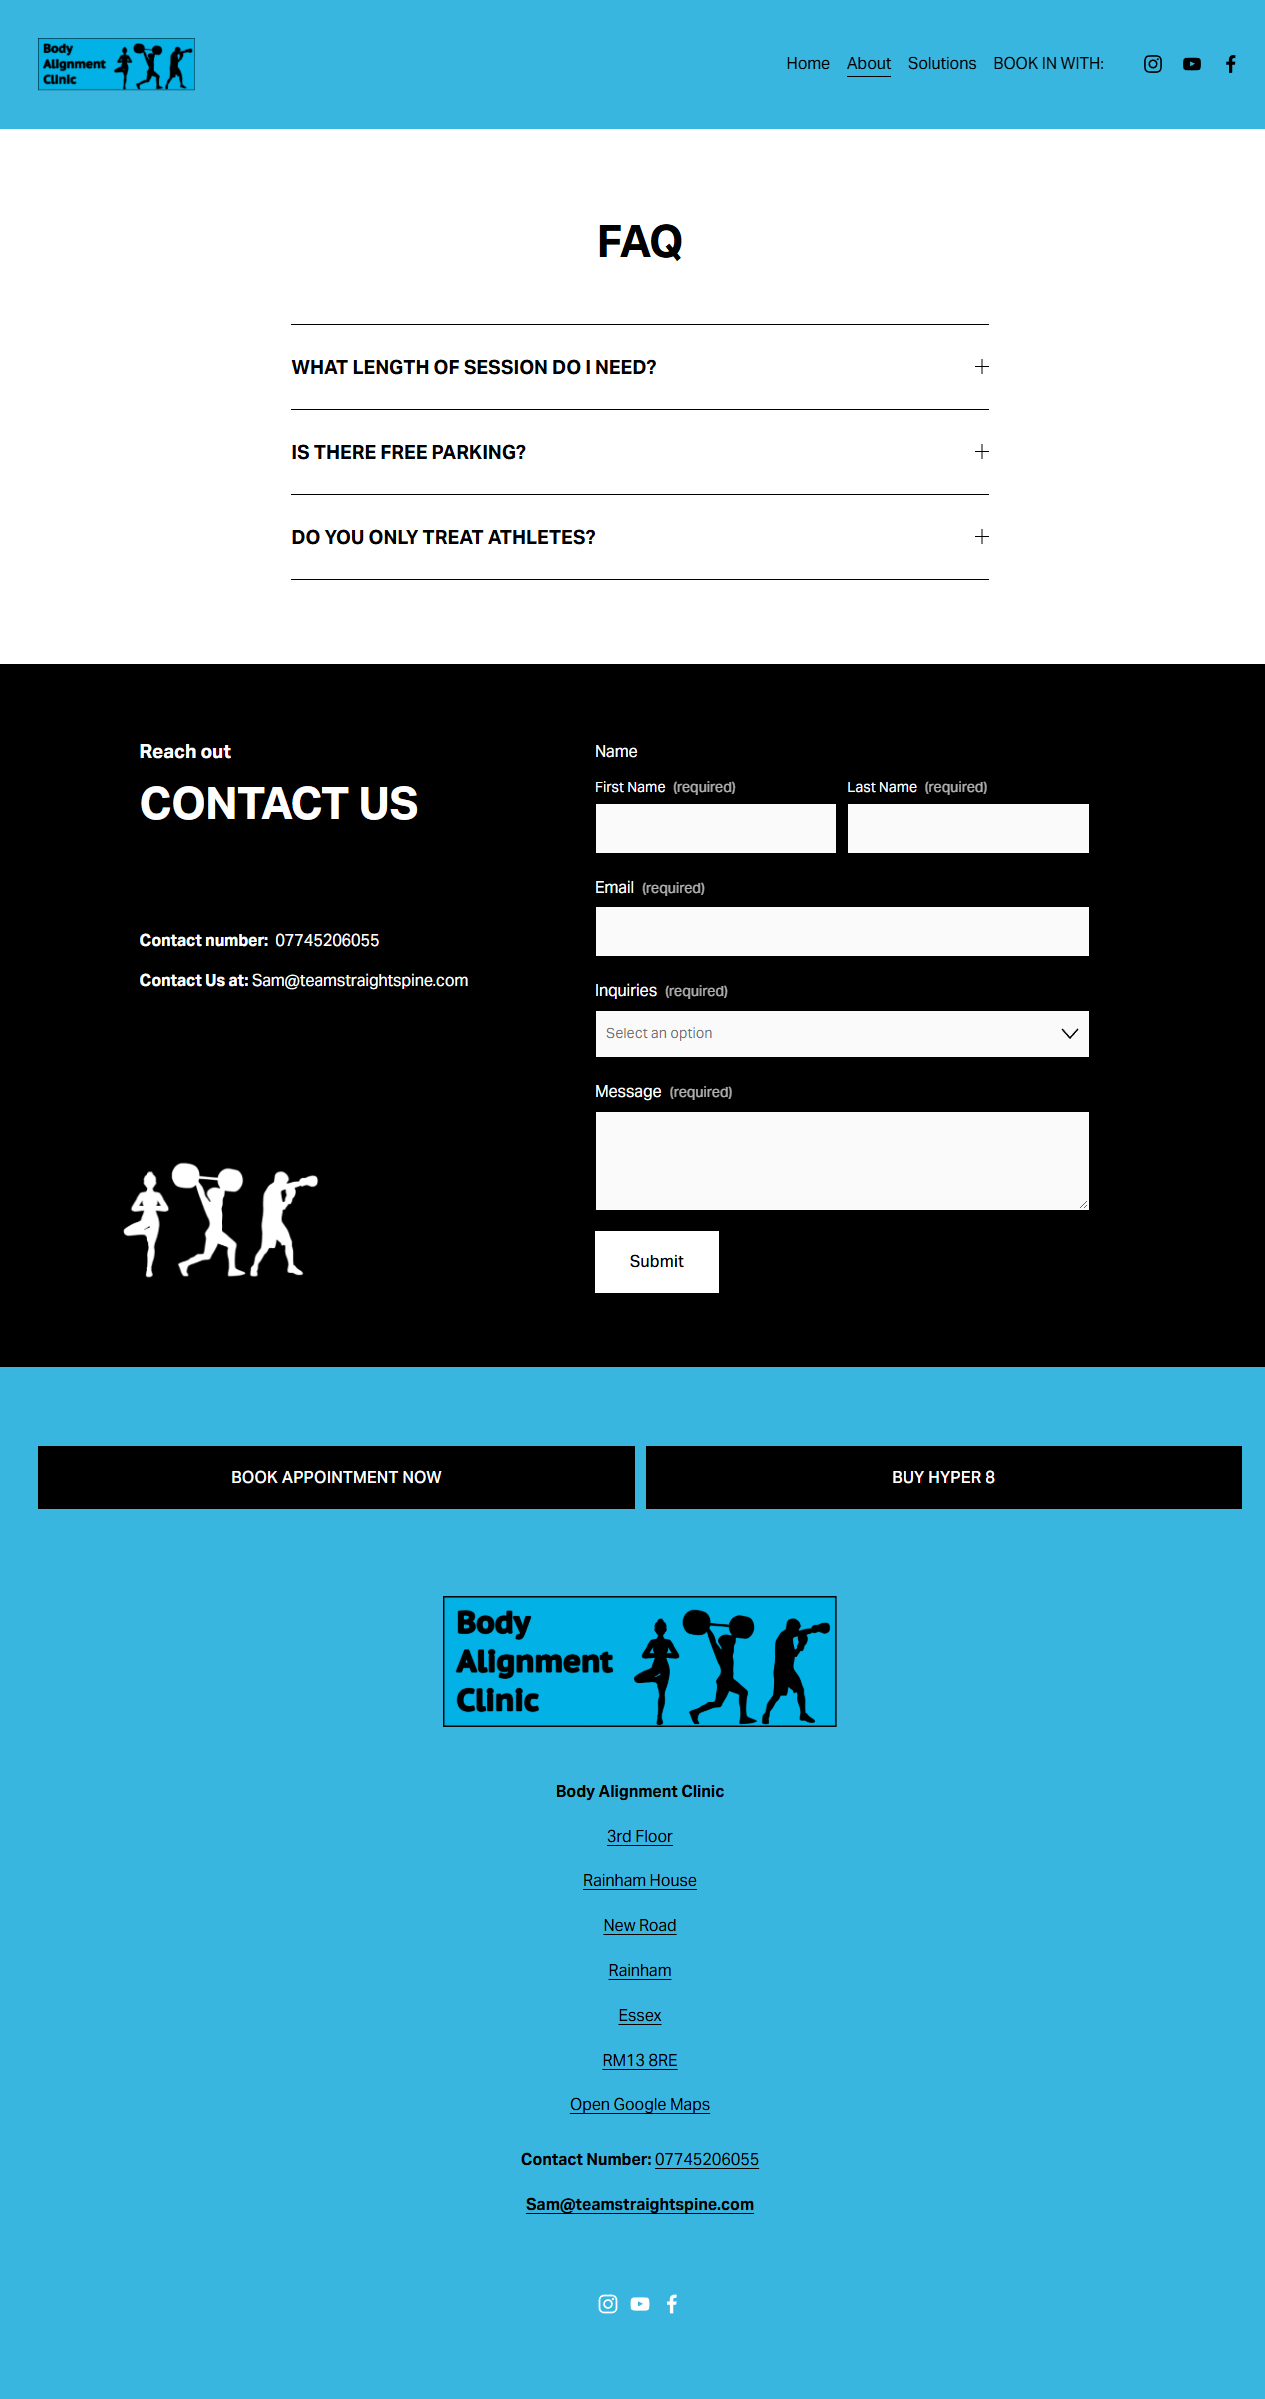 Body
Alignment
Clinic
Home About Solutions BOOK IN WITH:
FAQ
WHAT LENGTH OF SESSION DO I NEED?
IS THERE FREE PARKING?
DO YOU ONLY TREAT ATHLETES?
Reach out
CONTACT US
Contact number: 07745206055
Contact Us at: Sam@teamstraightspine.com
Name
First Name (required) Last Name (required)
Email (required)
Inquiries (required)
Select an option
Message (required)
Submit
BOOK APPOINTMENT NOW BUY HYPER 8
Body
Alignment
Clinic
Body Alignment Clinic
3rd Floor
Rainham House
New Road
Rainham
Essex
RM13 8RE
Open Google Maps
Contact Number: 07745206055
Sam@teamstraightspine.com